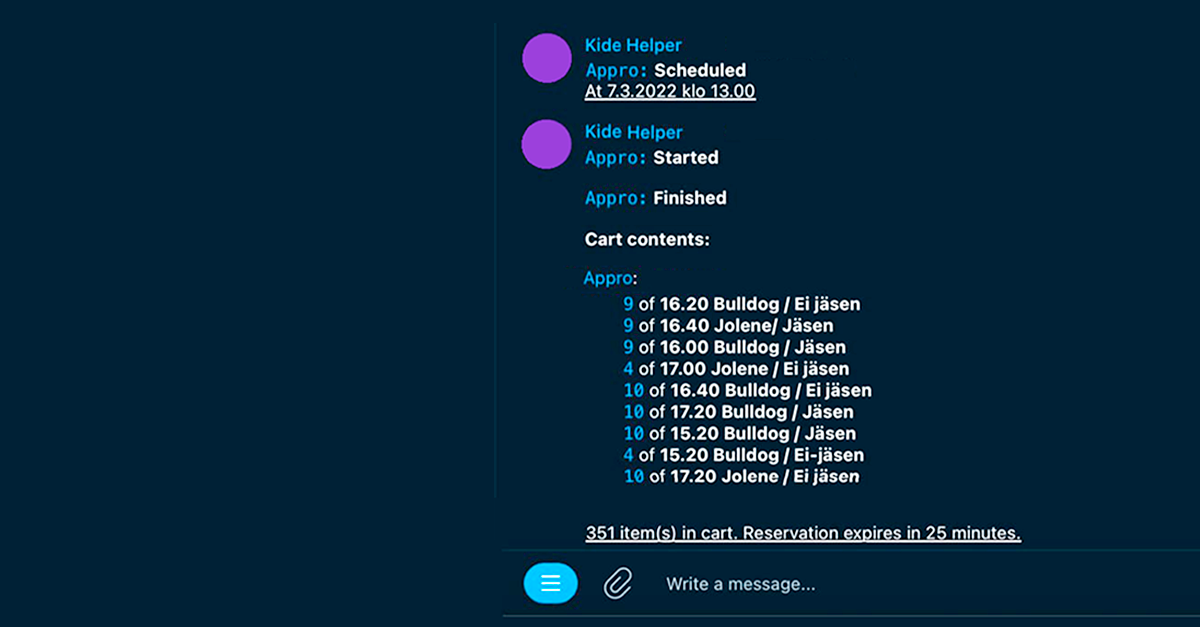 Kide Helper
Appro: Scheduled
At 7.3.2022 klo 13.00
Kide Helper
Appro: Started
Appro: Finished
Cart contents:
Appro:
9 of 16.20 Bulldog / Ei jäsen
9 of 16.40 Jolene/ Jäsen
9 of 16.00 Bulldog / Jäsen
4 of 17.00 Jolene / Ei jäsen
10 of 16.40 Bulldog / Ei jäsen
10 of 17.20 Bulldog / Jäsen
10 of 15.20 Bulldog / Jäsen
4 of 15.20 Bulldog / Ei-jäsen
10 of 17.20 Jolene / Ei jäsen
351 item(s) in cart. Reservation expires in 25 minutes.
Write a message...